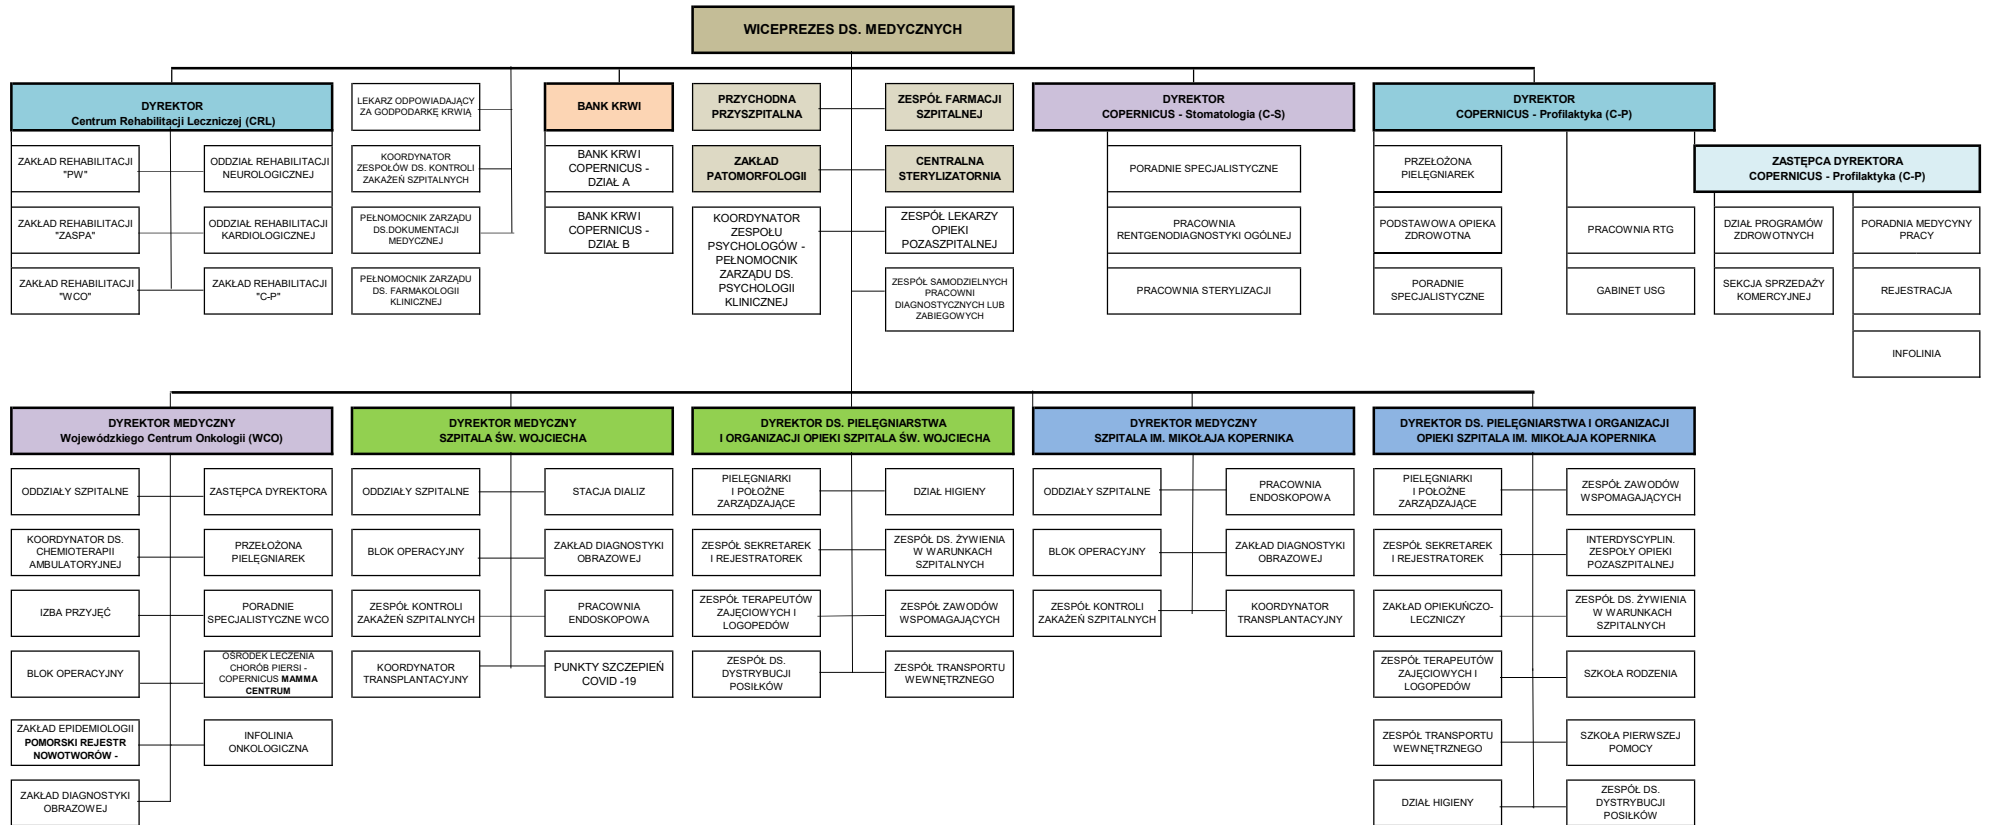 WICEPREZES DS. MEDYCZNYCH
DYREKTOR
Centrum Rehabilitacji Leczniczej (CRL)
ZAKŁAD REHABILITACJI
"PW"
ODDZIAŁ REHABILITACJI
NEUROLOGICZNEJ
ZAKŁAD REHABILITACJI
"ZASPA"
ODDZIAŁ REHABILITACJI
KARDIOLOGICZNEJ
ZAKŁAD REHABILITACJI
"WCO"
ZAKŁAD REHABILITACJI
"C-P"
LEKARZ ODPOWIADAJĄCY
ZA GODPODARKĘ KRWIĄ
KOORDYNATOR
ZESPOŁÓW DS. KONTROLI
ZAKAŻEŃ SZPITALNYCH
PEŁNOMOCNIK ZARZĄDU
DS.DOKUMENTACJI
MEDYCZNEJ
PEŁNOMOCNIK ZARZĄDU
DS. FARMAKOLOGII
KLINICZNEJ
BANK KRWI
BANK KRWI
COPERNICUS -
DZIAŁ A
BANK KRWI
COPERNICUS -
DZIAŁ B
PRZYCHODNA
PRZYSZPITALNA
ZESPÓŁ FARMACJI
SZPITALNEJ
ZAKŁAD
PATOMORFOLOGII
CENTRALNA
STERYLIZATORNIA
KOORDYNATOR
ZESPOŁU
PSYCHOLOGÓW -
PEŁNOMOCNIK
ZARZĄDU DS.
PSYCHOLOGII
KLINICZNEJ
ZESPÓŁ LEKARZY
OPIEKI
POZASZPITALNEJ
ZESPÓŁ SAMODZIELNYCH
PRACOWNI
DIAGNOSTYCZNYCH LUB
ZABIEGOWYCH
DYREKTOR
COPERNICUS - Stomatologia (C-S)
PORADNIE SPECJALISTYCZNE
PRACOWNIA
RENTGENODIAGNOSTYKI OGÓLNEJ
PRACOWNIA STERYLIZACJI
DYREKTOR
COPERNICUS - Profilaktyka (C-P)
PRZEŁOŻONA
PIELĘGNIAREK
PODSTAWOWA OPIEKA
ZDROWOTNA
PRACOWNIA RTG
PORADNIE
SPECJALISTYCZNE
GABINET USG
ZASTĘPCA DYREKTORA
COPERNICUS - Profilaktyka (C-P)
DZIAŁ PROGRAMÓW
ZDROWOTNYCH
PORADNIA MEDYCYNY
PRACY
SEKCJA SPRZEDAŻY
KOMERCYJNEJ
REJESTRACJA
INFOLINIA
DYREKTOR MEDYCZNY
Wojewódzkiego Centrum Onkologii (WCO)
ODDZIAŁY SZPITALNE
ZASTĘPCA DYREKTORA
KOORDYNATOR DS.
CHEMIOTERAPII
AMBULATORYJNEJ
PRZEŁOŻONA
PIELĘGNIAREK
IZBA PRZYJĘĆ
PORADNIE
SPECJALISTYCZNE WCO
BLOK OPERACYJNY
OŚRODEK LECZENIA
CHORÓB PIERSI -
COPERNICUS MAMMA
CENTRUM
ZAKŁAD EPIDEMIOLOGII
POMORSKI REJESTR
NOWOTWORÓW -
INFOLINIA
ONKOLOGICZNA
ZAKŁAD DIAGNOSTYKI
OBRAZOWEJ
DYREKTOR MEDYCZNY
SZPITALA ŚW. WOJCIECHA
ODDZIAŁY SZPITALNE
STACJA DIALIZ
BLOK OPERACYJNY
ZAKŁAD DIAGNOSTYKI
OBRAZOWEJ
ZESPÓŁ KONTROLI
ZAKAŻEŃ SZPITALNYCH
PRACOWNIA
ENDOSKOPOWA
KOORDYNATOR
TRANSPLANTACYJNY
PUNKTY SZCZEPIEŃ
COVID -19
DYREKTOR DS. PIELĘGNIARSTWA
I ORGANIZACJI OPIEKI SZPITALA ŚW. WOJCIECHA
PIELĘGNIARKI
I POŁOŻNE
ZARZĄDZAJĄCE
DZIAŁ HIGIENY
ZESPÓŁ SEKRETAREK
I REJESTRATOREK
ZESPÓŁ DS. ŻYWIENIA
W WARUNKACH
SZPITALNYCH
ZESPÓŁ TERAPEUTÓW
ZAJĘCIOWYCH I
LOGOPEDÓW
ZESPÓŁ ZAWODÓW
WSPOMAGAJĄCYCH
ZESPÓŁ DS.
DYSTRYBUCJI
POSIŁKÓW
ZESPÓŁ TRANSPORTU
WEWNĘTRZNEGO
DYREKTOR MEDYCZNY
SZPITALA IM. MIKOŁAJA KOPERNIKA
ODDZIAŁY SZPITALNE
PRACOWNIA
ENDOSKOPOWA
BLOK OPERACYJNY
ZAKŁAD DIAGNOSTYKI
OBRAZOWEJ
ZESPÓŁ KONTROLI
ZAKAŻEŃ SZPITALNYCH
KOORDYNATOR
TRANSPLANTACYJNY
DYREKTOR DS. PIELĘGNIARSTWA I ORGANIZACJI
OPIEKI SZPITALA IM. MIKOŁAJA KOPERNIKA
PIELĘGNIARKI
I POŁOŻNE
ZARZĄDZAJĄCE
ZESPÓŁ ZAWODÓW
WSPOMAGAJĄCYCH
ZESPÓŁ SEKRETAREK
I REJESTRATOREK
INTERDYSCYPLIN.
ZESPOŁY OPIEKI
POZASZPITALNEJ
ZAKŁAD OPIEKUŃCZO-
LECZNICZY
ZESPÓŁ DS. ŻYWIENIA
W WARUNKACH
SZPITALNYCH
ZESPÓŁ TERAPEUTÓW
ZAJĘCIOWYCH I
LOGOPEDÓW
SZKOŁA RODZENIA
ZESPÓŁ TRANSPORTU
WEWNĘTRZNEGO
SZKOŁA PIERWSZEJ
POMOCY
DZIAŁ HIGIENY
ZESPÓŁ DS.
DYSTRYBUCJI
POSIŁKÓW